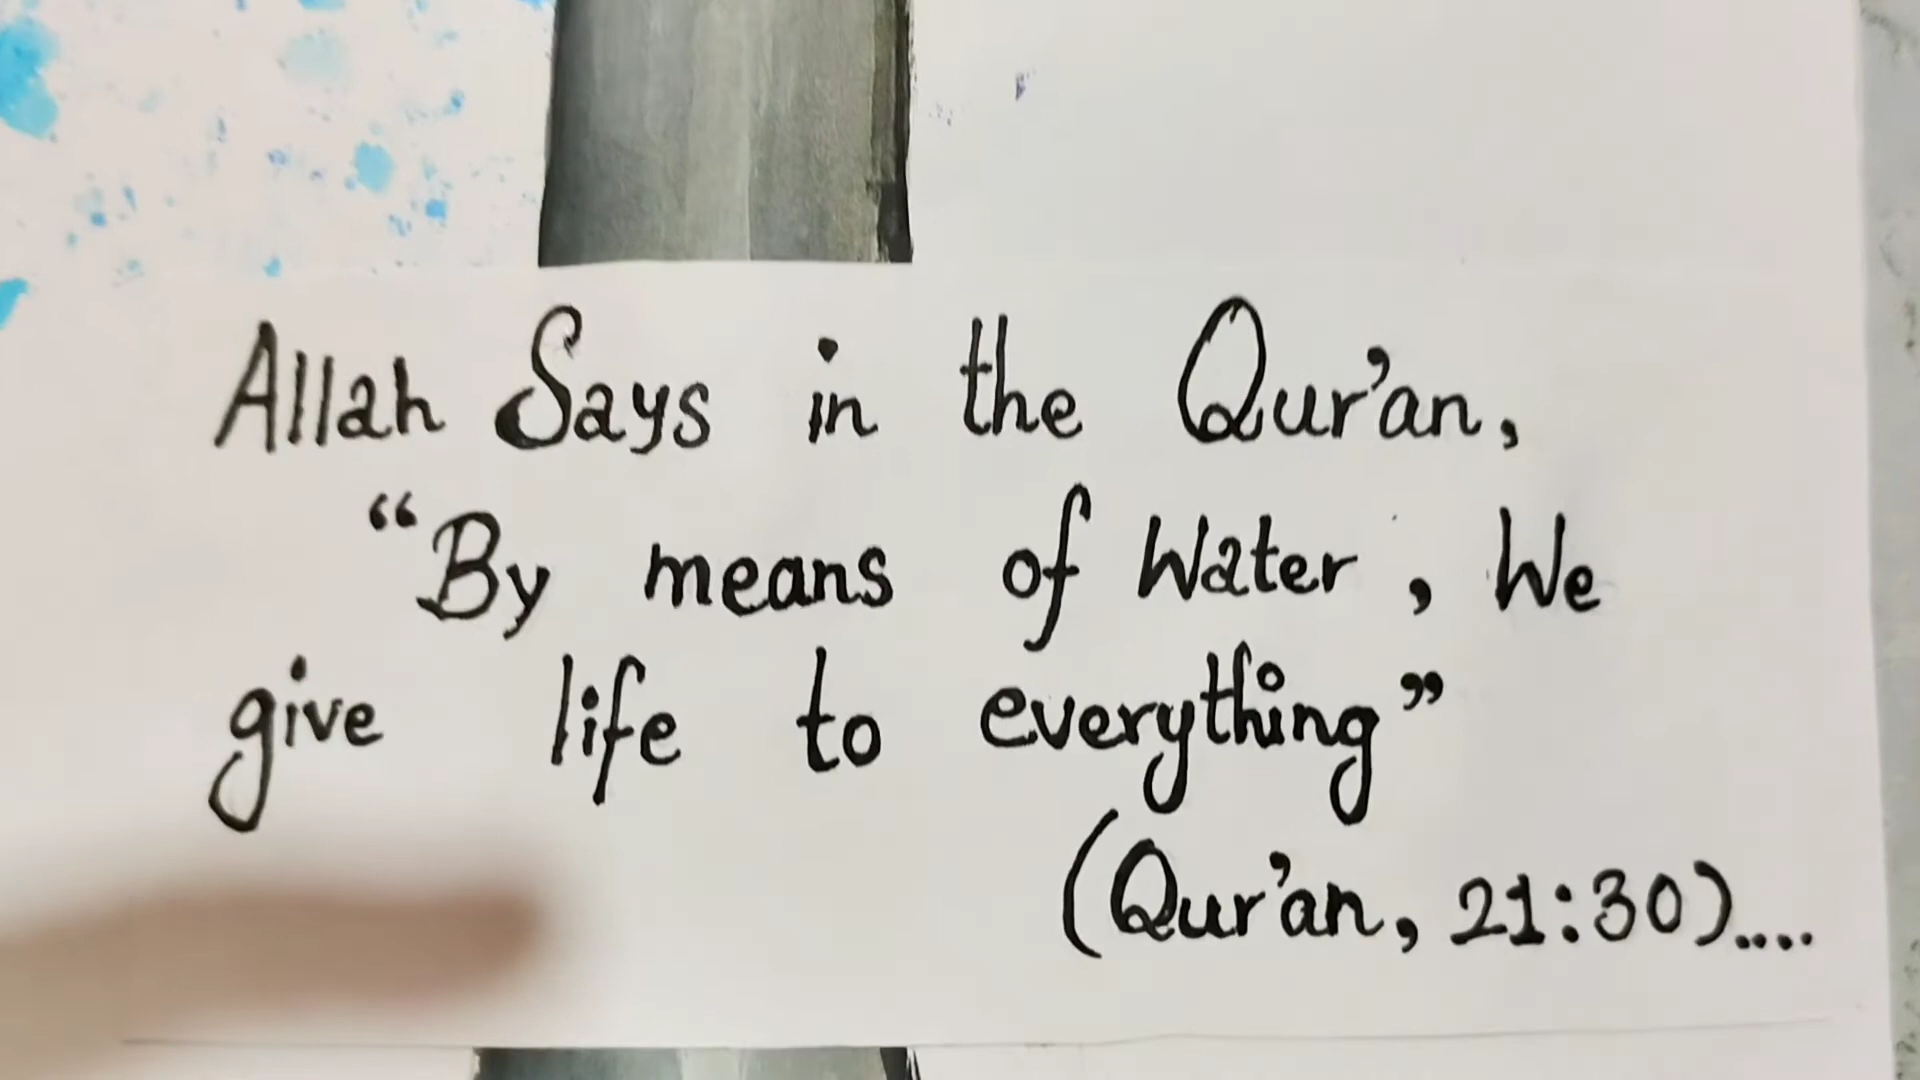 Allah Says in the Qur'an,
“By means of Water, We
give life to everything”
(Qur'an, 21:30)....